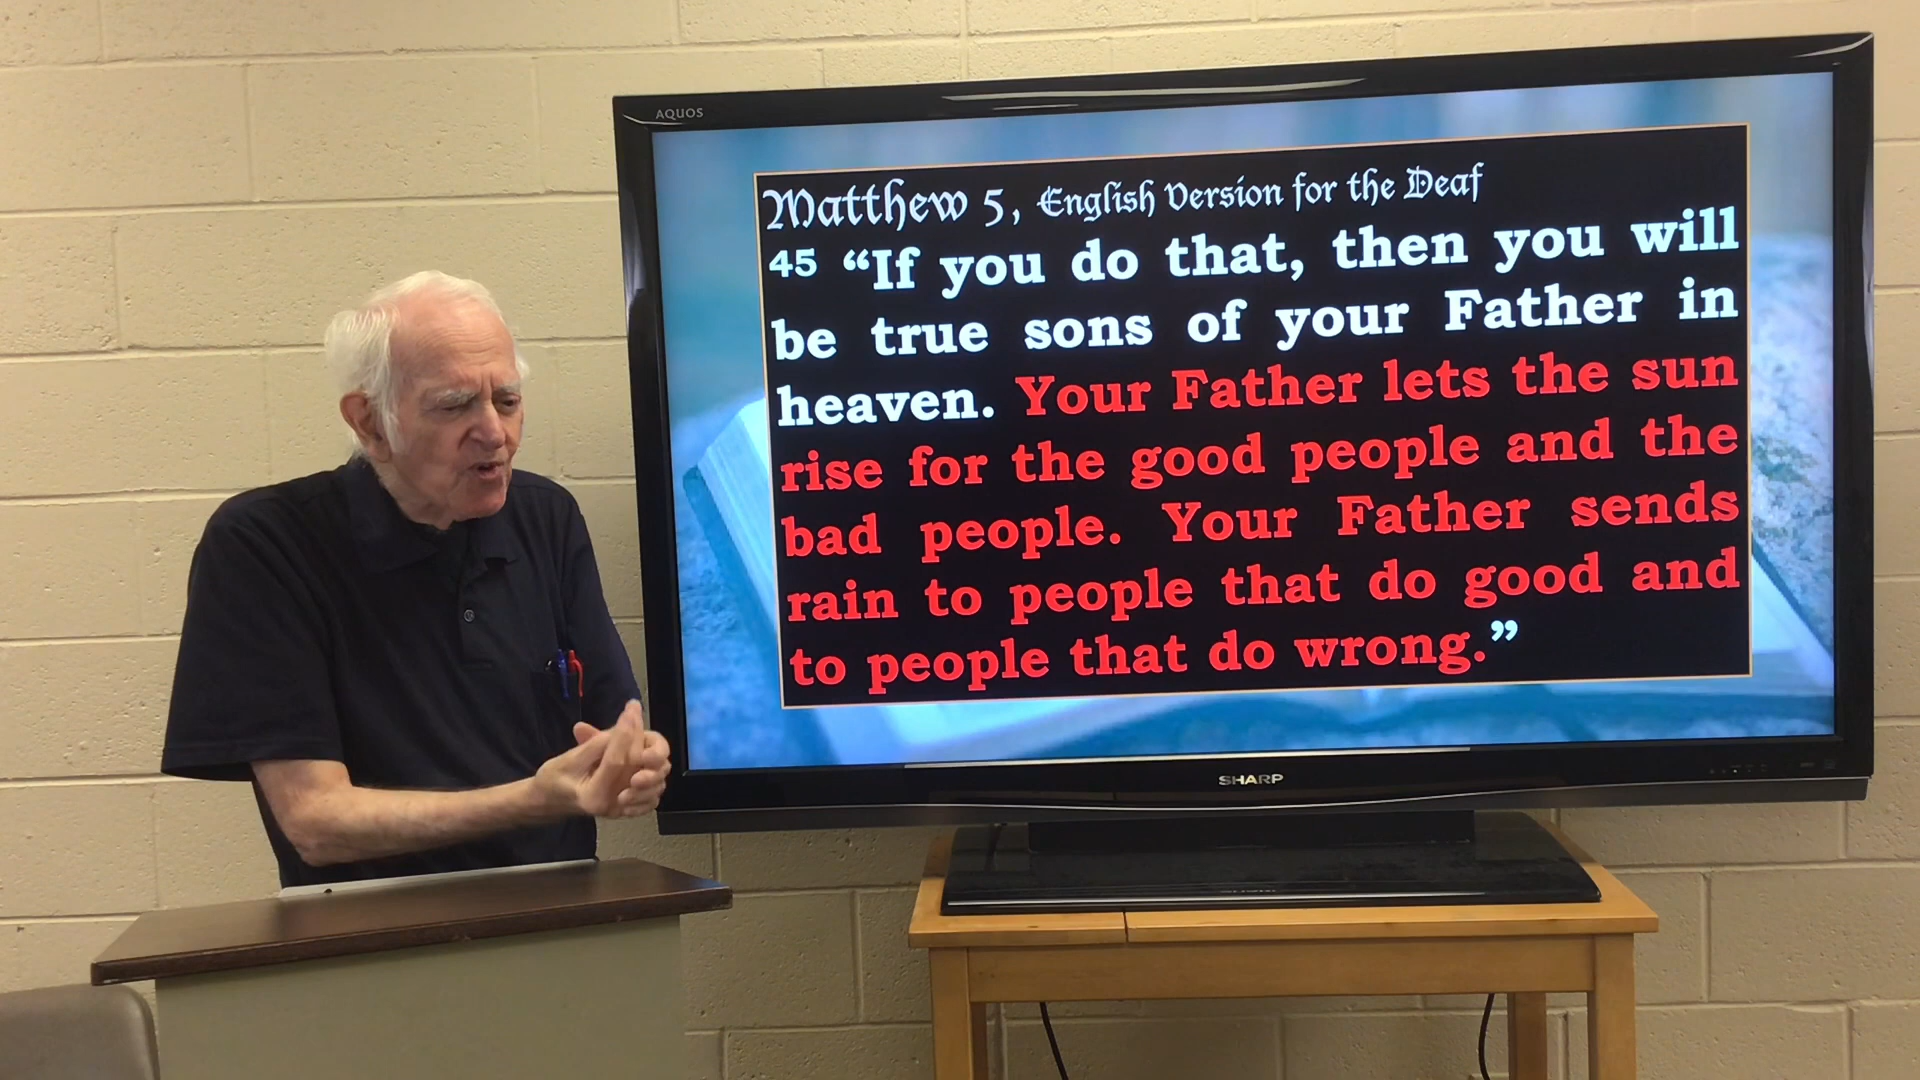 AQUOS
Matthew 5, English Version for the Deaf
45 “If you do that, then you will
be true sons of your Father in
heaven. Your Father lets the sun
rise for the good people and the
bad people. Your Father sends
rain to people that do good and
to people that do wrong.”
SHARP